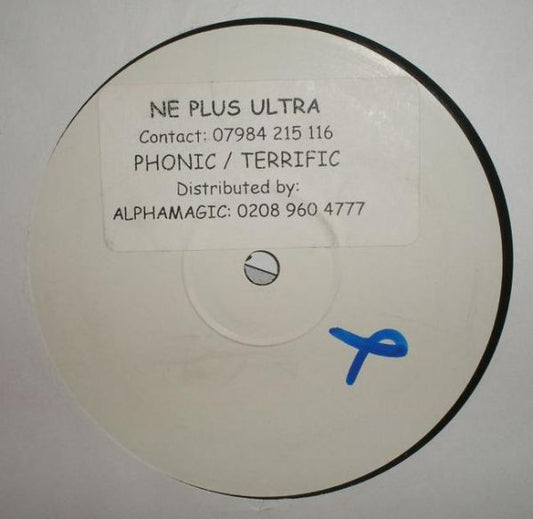 NE PLUS ULTRA
Contact: 07984 215 116
PHONIC / TERRIFIC
Distributed by:
ALPHAMAGIC: 0208 960 4777